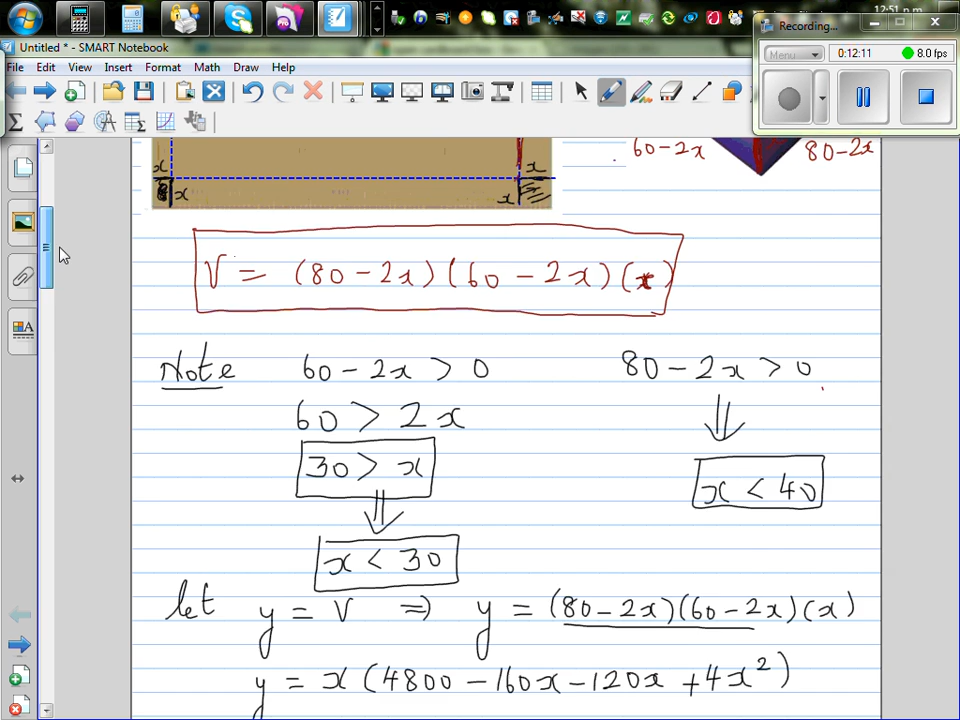 12:51 p.m.
Recording...
Untitled * - SMART Notebook
Menu 0:12:11 8.0 fps
File Edit View Insert Format Math Draw Help
60-2x 80-2x
x x
x x
V = (80-2x)(60-2x)(x)
Note 60-2x > 0 80-2x > 0
60 > 2x
30 > x x < 40
x < 30
let y = V ⇒ y = (80-2x)(60-2x)(x)
y = x(4800-160x-120x+4x²)